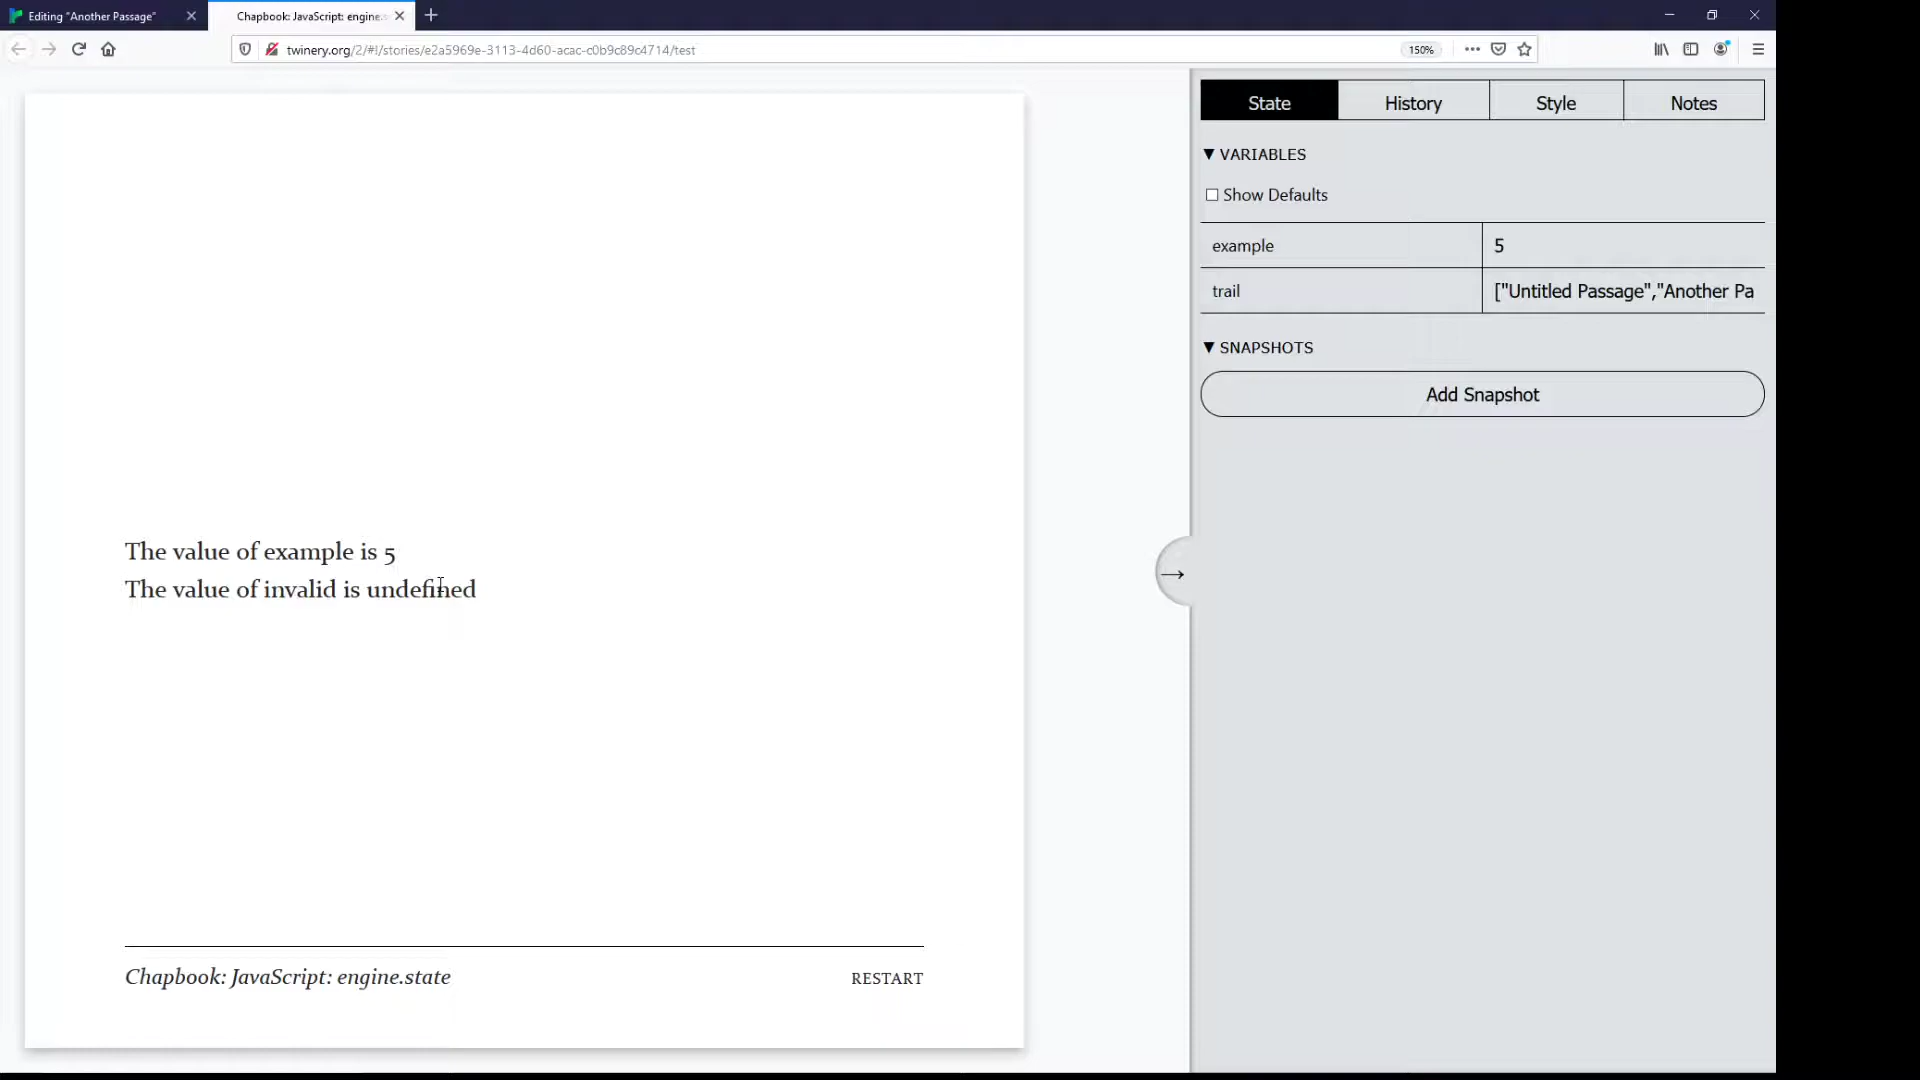 Editing "Another Passage"
Chapbook: JavaScript: engine.s
twinery.org/2/#!/stories/e2a5969e-3113-4d60-acac-c0b9c89c4714/test
150%
State
History
Style
Notes
VARIABLES
Show Defaults
example
5
trail
["Untitled Passage","Another Pa
SNAPSHOTS
Add Snapshot
The value of example is 5
The value of invalid is undefined
Chapbook: JavaScript: engine.state
RESTART